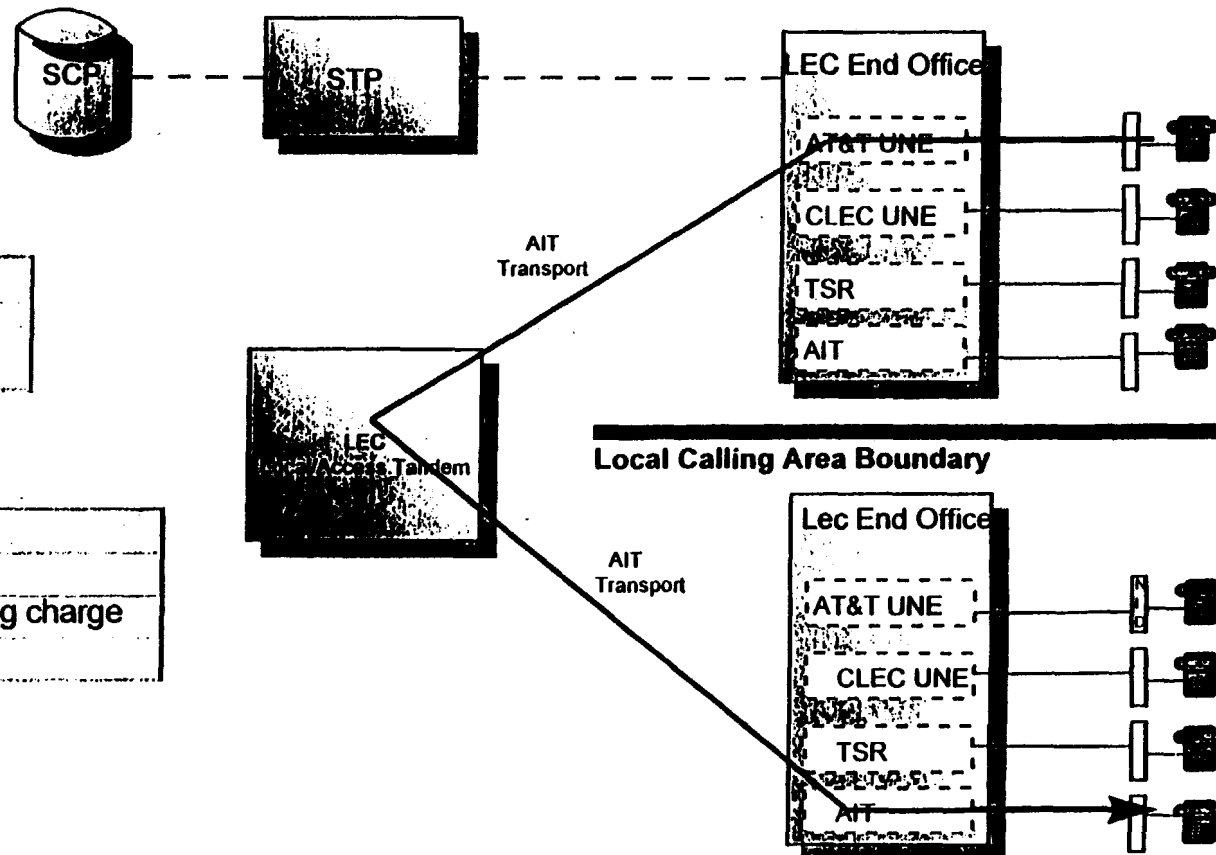 SCP
STP
LEC End Office
AT&T UNE
CLEC UNE
TSR
AIT
AIT
Transport
LEC
Local Access Tandem
Local Calling Area Boundary
AIT
Transport
g charge
Lec End Office
AT&T UNE
N
I
D
CLEC UNE
TSR
AIT